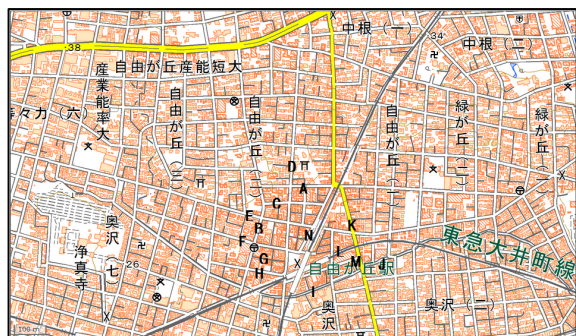 中根(一)
34
中根(二)
38
自由が丘産能短大
産業能率大
等々力(六)
自由が丘(三)
自由が丘(二)
自由が丘(一)
緑が丘(三)
緑が丘(二)
D
A
C
E
B
F
G
H
N
K
I
M
J
I
奥沢(七)
浄真寺
26
自由が丘駅
東急大井町線
奥沢
奥沢(二)
100 m